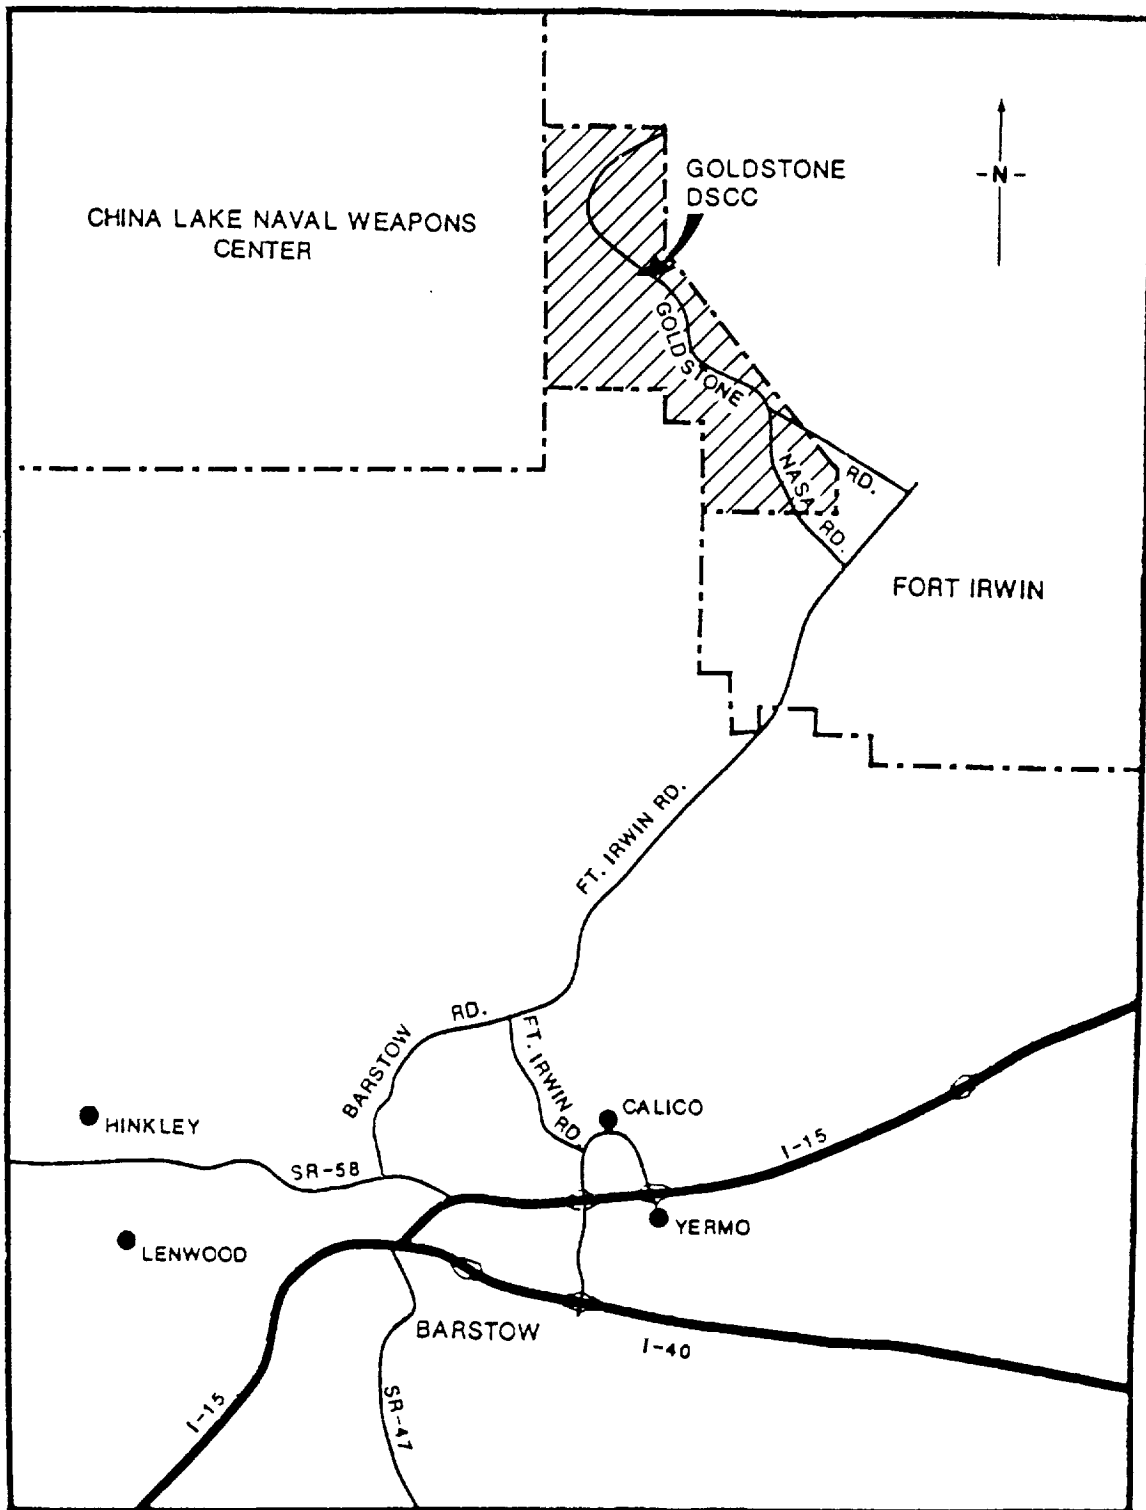 GOLDSTONE
DSCC
-N-
CHINA LAKE NAVAL WEAPONS
CENTER
GOLDSTONE
RD.
NASA RD.
FORT IRWIN
FT. IRWIN RD.
BARSTOW RD.
FT. IRWIN RD.
CALICO
HINKLEY
I-15
SR-58
YERMO
LENWOOD
BARSTOW
I-40
I-15
SR-47